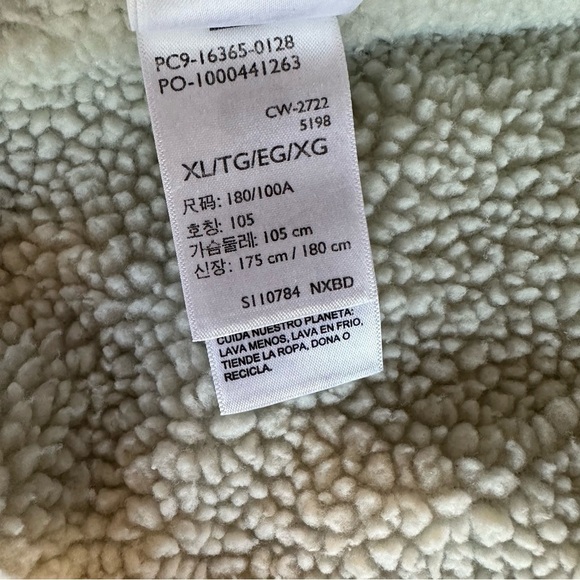 PC9-16365-0128
PO-1000441263
CW-2722
5198
XL/TG/EG/XG
尺码: 180/100A
호칭: 105
가슴둘레: 105 cm
신장: 175 cm / 180 cm
S110784 NXBD
CUIDA NUESTRO PLANETA:
LAVA MENOS, LAVA EN FRIO,
TIENDE LA ROPA, DONA O
RECICLA.